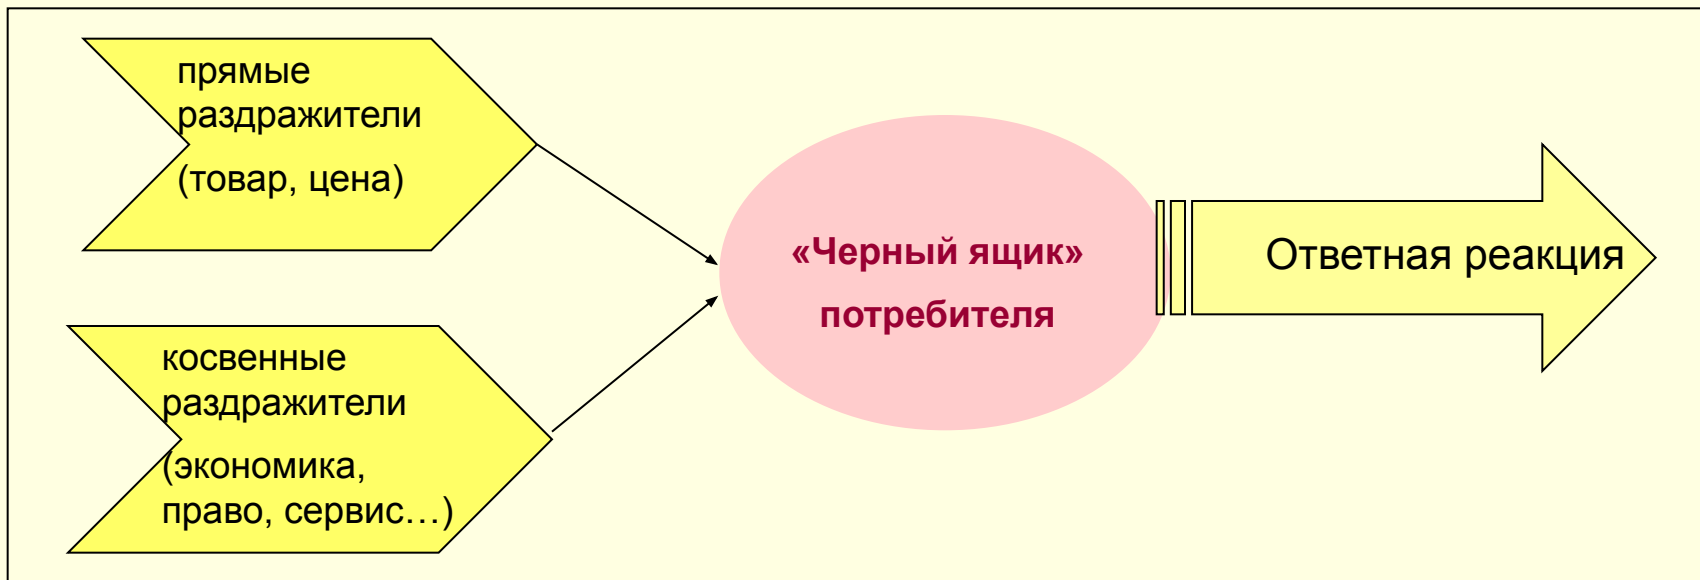 прямые
раздражители
(товар, цена)
косвенные
раздражители
(экономика,
право, сервис...)
«Черный ящик»
потребителя
Ответная реакция